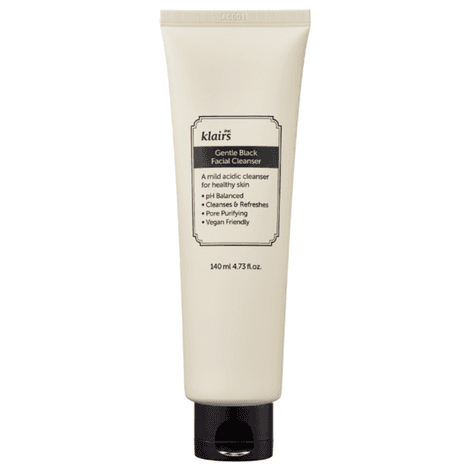 klairs
Gentle Black
Facial Cleanser
A mild acidic cleanser
for healthy skin
• pH Balanced
• Cleanses & Refreshes
• Pore Purifying
• Vegan Friendly
140 ml 4.73 fl.oz.